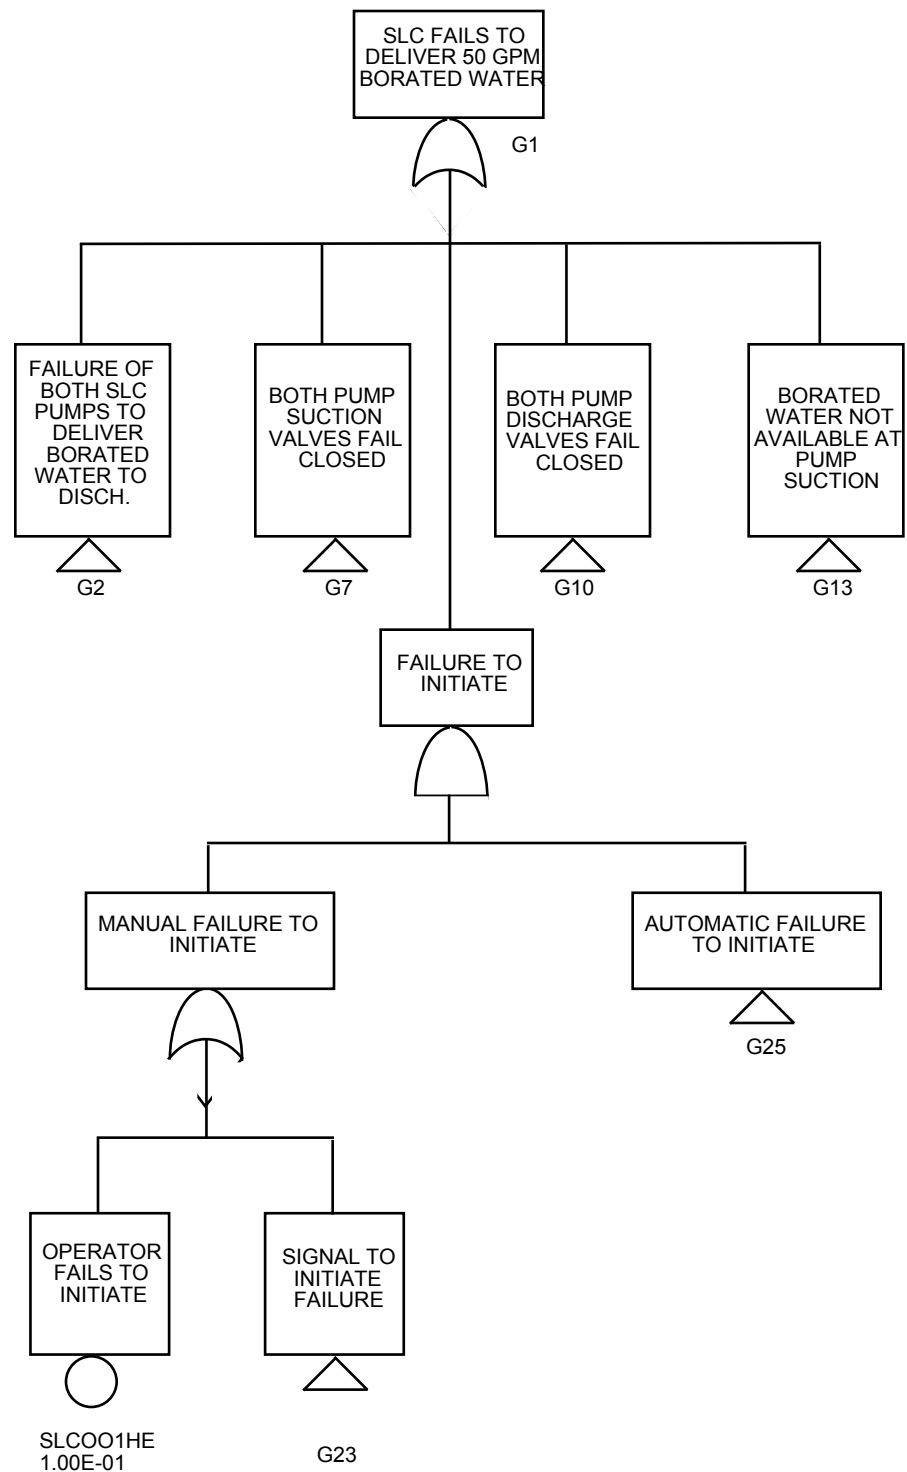 SLC FAILS TO
DELIVER 50 GPM
BORATED WATER
G1
FAILURE OF
BOTH SLC
PUMPS TO
DELIVER
BORATED
WATER TO
DISCH.
G2
BOTH PUMP
SUCTION
VALVES FAIL
CLOSED
G7
BOTH PUMP
DISCHARGE
VALVES FAIL
CLOSED
G10
BORATED
WATER NOT
AVAILABLE AT
PUMP
SUCTION
G13
FAILURE TO
INITIATE
MANUAL FAILURE TO
INITIATE
AUTOMATIC FAILURE
TO INITIATE
G25
OPERATOR
FAILS TO
INITIATE
SLCOO1HE
1.00E-01
SIGNAL TO
INITIATE
FAILURE
G23